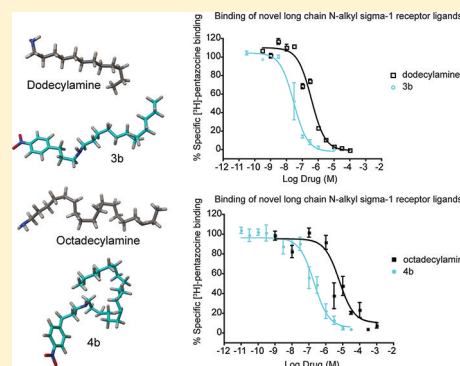 Dodecylamine
3b
Octadecylamine
4b
Binding of novel long chain N-alkyl sigma-1 receptor ligands
% Specific [³H]-pentazocine binding
120
100
80
60
40
20
0
-12 -11 -10 -9 -8 -7 -6 -5 -4 -3 -2
Log Drug (M)
dodecylamine
3b
Binding of novel long chain N-alkyl sigma-1 receptor ligands
% Specific [³H]-pentazocine binding
120
100
80
60
40
20
0
-11 -10 -9 -8 -7 -6 -5 -4 -3 -2
Log Drug (M)
octadecylamine
4b